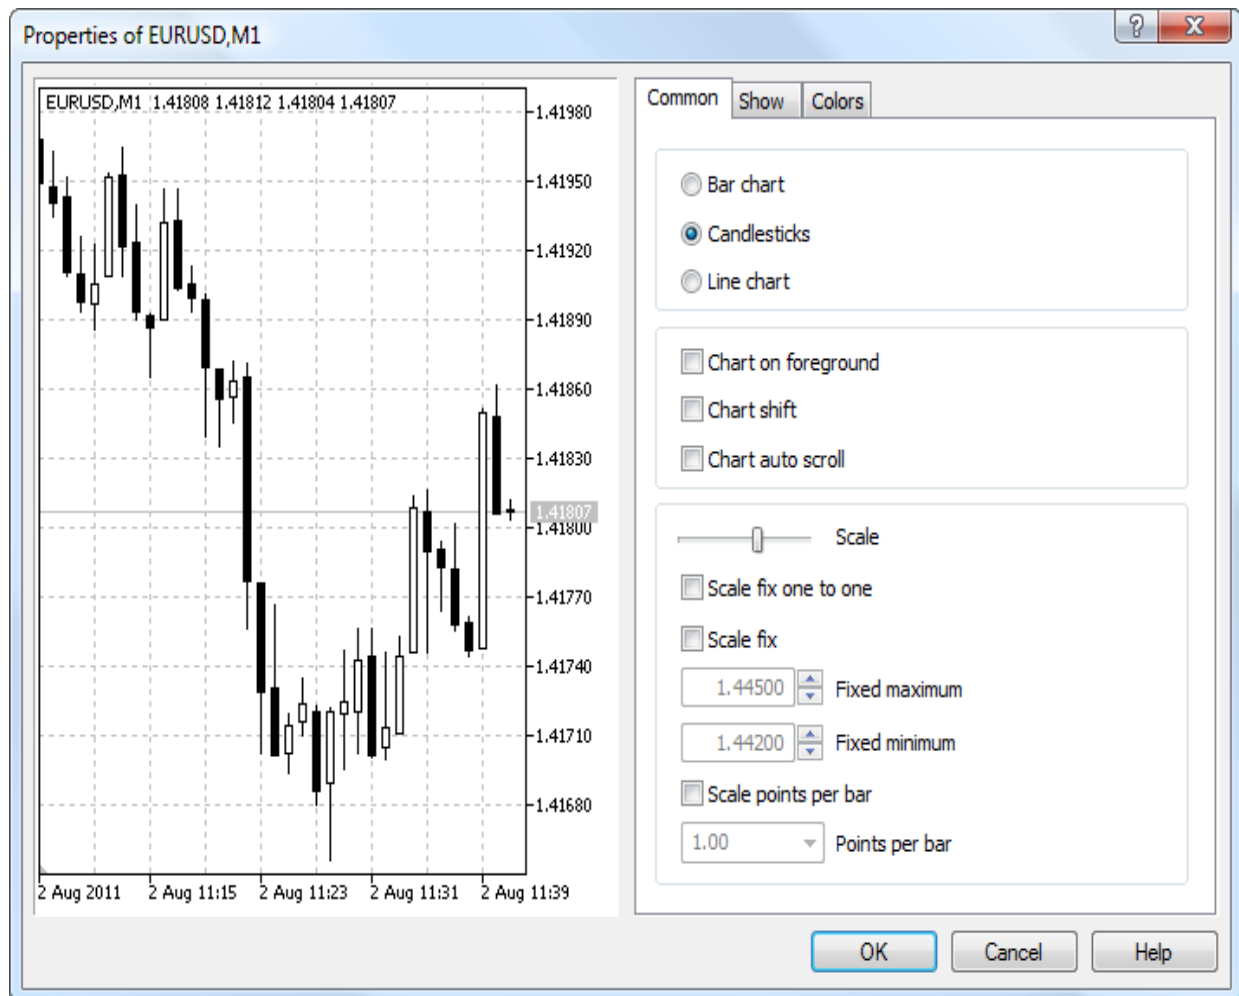 Properties of EURUSD,M1
EURUSD,M1 1.41808 1.41812 1.41804 1.41807
1.41980
1.41950
1.41920
1.41890
1.41860
1.41830
1.41807
1.41800
1.41770
1.41740
1.41710
1.41680
2 Aug 2011 2 Aug 11:15 2 Aug 11:23 2 Aug 11:31 2 Aug 11:39
Common Show Colors
Bar chart
Candlesticks
Line chart
Chart on foreground
Chart shift
Chart auto scroll
Scale
Scale fix one to one
Scale fix
1.44500 Fixed maximum
1.44200 Fixed minimum
Scale points per bar
1.00 Points per bar
OK Cancel Help